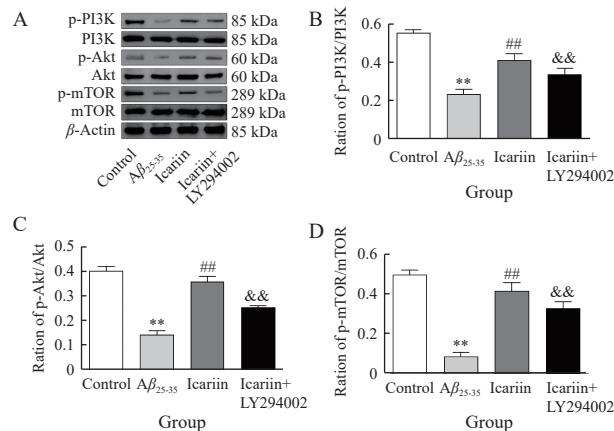 A
p-PI3K 85 kDa
PI3K 85 kDa
p-Akt 60 kDa
Akt 60 kDa
p-mTOR 289 kDa
mTOR 289 kDa
β-Actin 85 kDa
Control
Aβ25-35
Icariin
Icariin+
LY294002
B
Ration of p-PI3K/PI3K
0.6
0.4
0.2
0
**
##
&&
Control Aβ25-35 Icariin Icariin+
LY294002
Group
C
Ration of p-Akt/Akt
0.4
0.3
0.2
0.1
0
**
##
&&
Control Aβ25-35 Icariin Icariin+
LY294002
Group
D
Ration of p-mTOR/mTOR
0.6
0.4
0.2
0
**
##
&&
Control Aβ25-35 Icariin Icariin+
LY294002
Group